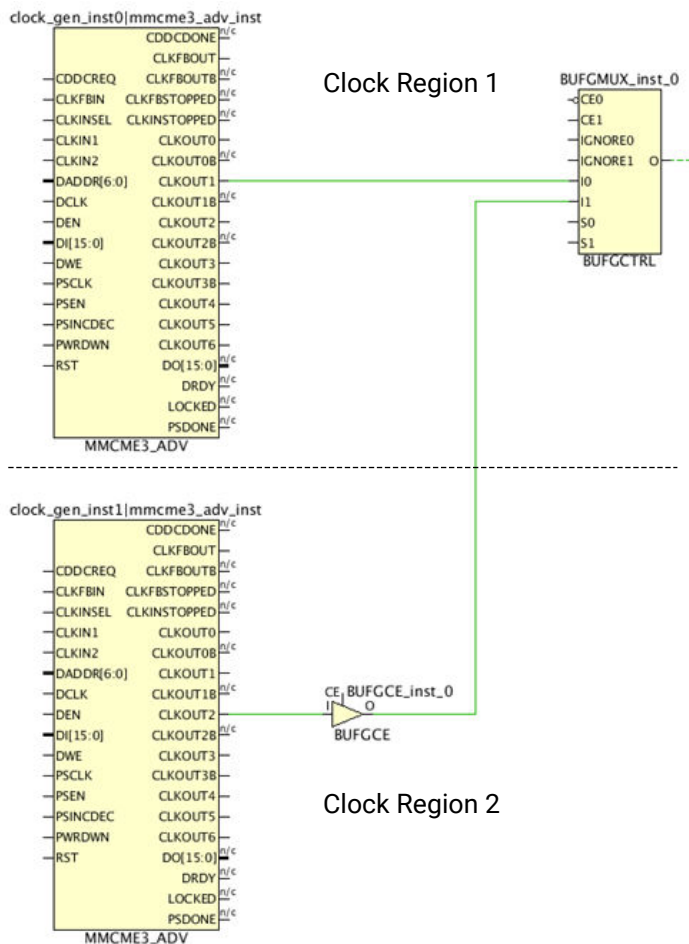 clock_gen_inst0|mmcme3_adv_inst
CDDCDONE n/c
CLKFBOUT
CDDCREQ CLKFBOUTB n/c
CLKFBIN CLKFBSTOPPED n/c
CLKINSEL CLKINSTOPPED n/c
CLKIN1 CLKOUT0
CLKIN2 CLKOUT0B n/c
DADDR[6:0] CLKOUT1
DCLK CLKOUT1B n/c
DEN CLKOUT2
DI[15:0] CLKOUT2B n/c
DWE CLKOUT3
PSCLK CLKOUT3B n/c
PSEN CLKOUT4
PSINCDEC CLKOUT5
PWRDWN CLKOUT6
RST DO[15:0] n/c
DRDY n/c
LOCKED n/c
PSDONE n/c
MMCME3_ADV
Clock Region 1
BUFGMUX_inst_0
CE0
CE1
IGNORE0
IGNORE1 O
I0
I1
S0
S1
BUFGCTRL
clock_gen_inst1|mmcme3_adv_inst
CDDCDONE n/c
CLKFBOUT
CDDCREQ CLKFBOUTB n/c
CLKFBIN CLKFBSTOPPED n/c
CLKINSEL CLKINSTOPPED n/c
CLKIN1 CLKOUT0
CLKIN2 CLKOUT0B n/c
DADDR[6:0] CLKOUT1
DCLK CLKOUT1B n/c
DEN CLKOUT2
DI[15:0] CLKOUT2B n/c
DWE CLKOUT3
PSCLK CLKOUT3B n/c
PSEN CLKOUT4
PSINCDEC CLKOUT5
PWRDWN CLKOUT6
RST DO[15:0] n/c
DRDY n/c
LOCKED n/c
PSDONE n/c
MMCME3_ADV
CE BUFGCE_inst_0
I O
BUFGCE
Clock Region 2